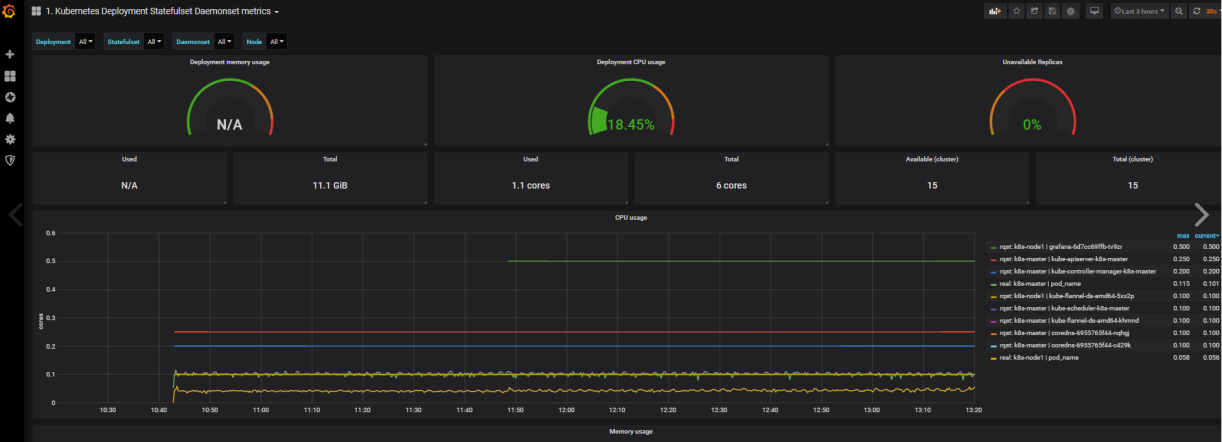 1. Kubernetes Deployment Statefulset Daemonset metrics
Last 3 hours
30s
Deployment All Statefulset All Daemonset All Node All
Deployment memory usage
N/A
Deployment CPU usage
18.45%
Unavailable Replicas
0%
Used
N/A
Total
11.1 GiB
Used
1.1 cores
Total
6 cores
Available (cluster)
15
Total (cluster)
15
CPU usage
cores
0.6
0.5
0.4
0.3
0.2
0.1
0
10:30 10:40 10:50 11:00 11:10 11:20 11:30 11:40 11:50 12:00 12:10 12:20 12:30 12:40 12:50 13:00 13:10 13:20
max current
rqst: k8s-node1 | grafana-6d7cc69ffb-tv9zr 0.500 0.500
rqst: k8s-master | kube-apiserver-k8s-master 0.250 0.250
rqst: k8s-master | kube-controller-manager-k8s-master 0.200 0.200
real: k8s-master | pod_name 0.115 0.101
rqst: k8s-node1 | kube-flannel-ds-amd64-5xx2p 0.100 0.100
rqst: k8s-master | kube-scheduler-k8s-master 0.100 0.100
rqst: k8s-master | kube-flannel-ds-amd64-khmnd 0.100 0.100
rqst: k8s-master | coredns-6955765f44-nqhgj 0.100 0.100
rqst: k8s-master | coredns-6955765f44-c429k 0.100 0.100
real: k8s-node1 | pod_name 0.058 0.056
Memory usage